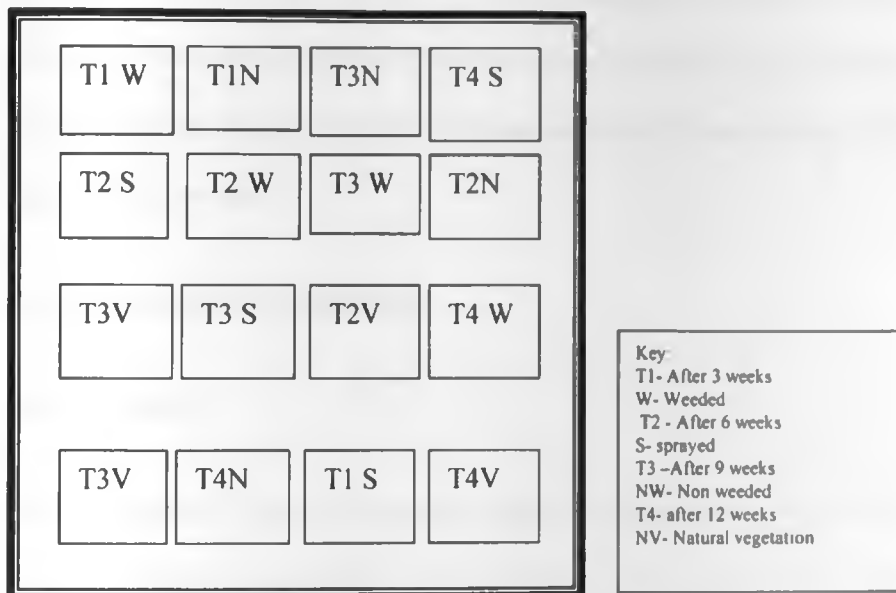 T1 W T1N T3N T4 S
T2 S T2 W T3 W T2N
T3V T3 S T2V T4 W
T3V T4N T1 S T4V
Key:
T1- After 3 weeks
W- Weeded
T2 - After 6 weeks
S- sprayed
T3 –After 9 weeks
NW- Non weeded
T4- after 12 weeks
NV- Natural vegetation